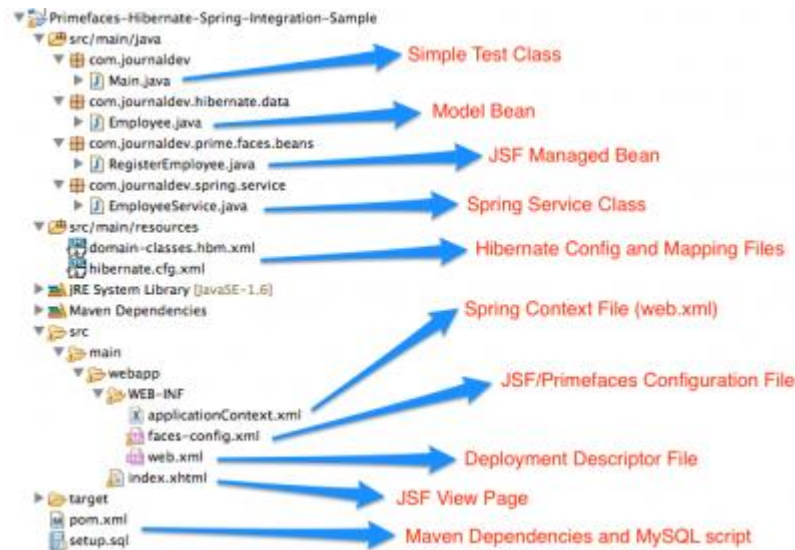 Primefaces-Hibernate-Spring-Integration-Sample
src/main/java
com.journaldev
Simple Test Class
Main.java
com.journaldev.hibernate.data
Model Bean
Employee.java
com.journaldev.prime.faces.beans
JSF Managed Bean
RegisterEmployee.java
com.journaldev.spring.service
Spring Service Class
EmployeeService.java
src/main/resources
domain-classes.hbm.xml
Hibernate Config and Mapping Files
hibernate.cfg.xml
JRE System Library [JavaSE-1.6]
Maven Dependencies
Spring Context File (web.xml)
src
main
webapp
JSF/Primefaces Configuration File
WEB-INF
applicationContext.xml
faces-config.xml
web.xml
Deployment Descriptor File
index.xhtml
target
JSF View Page
pom.xml
Maven Dependencies and MySQL script
setup.sql